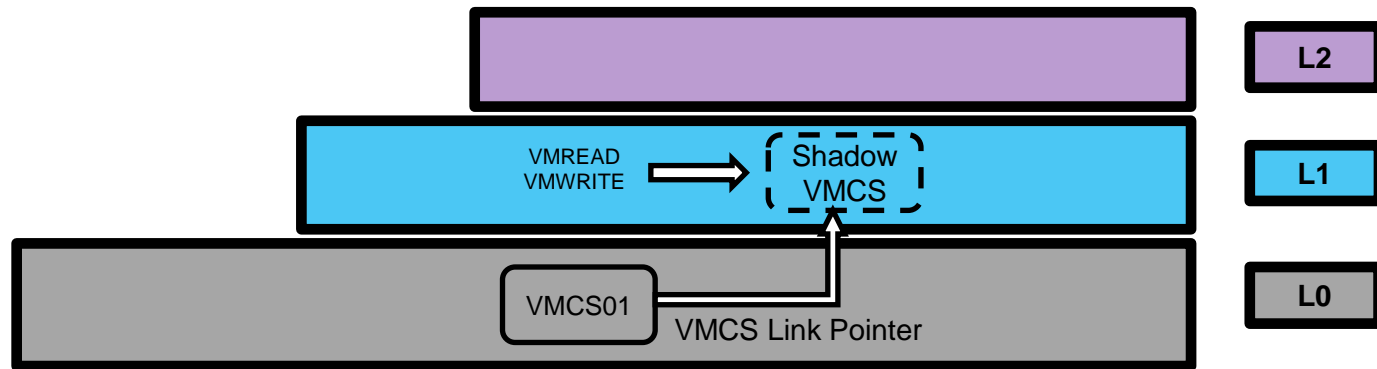 L2
VMREAD
VMWRITE
Shadow
VMCS
L1
VMCS01
VMCS Link Pointer
L0